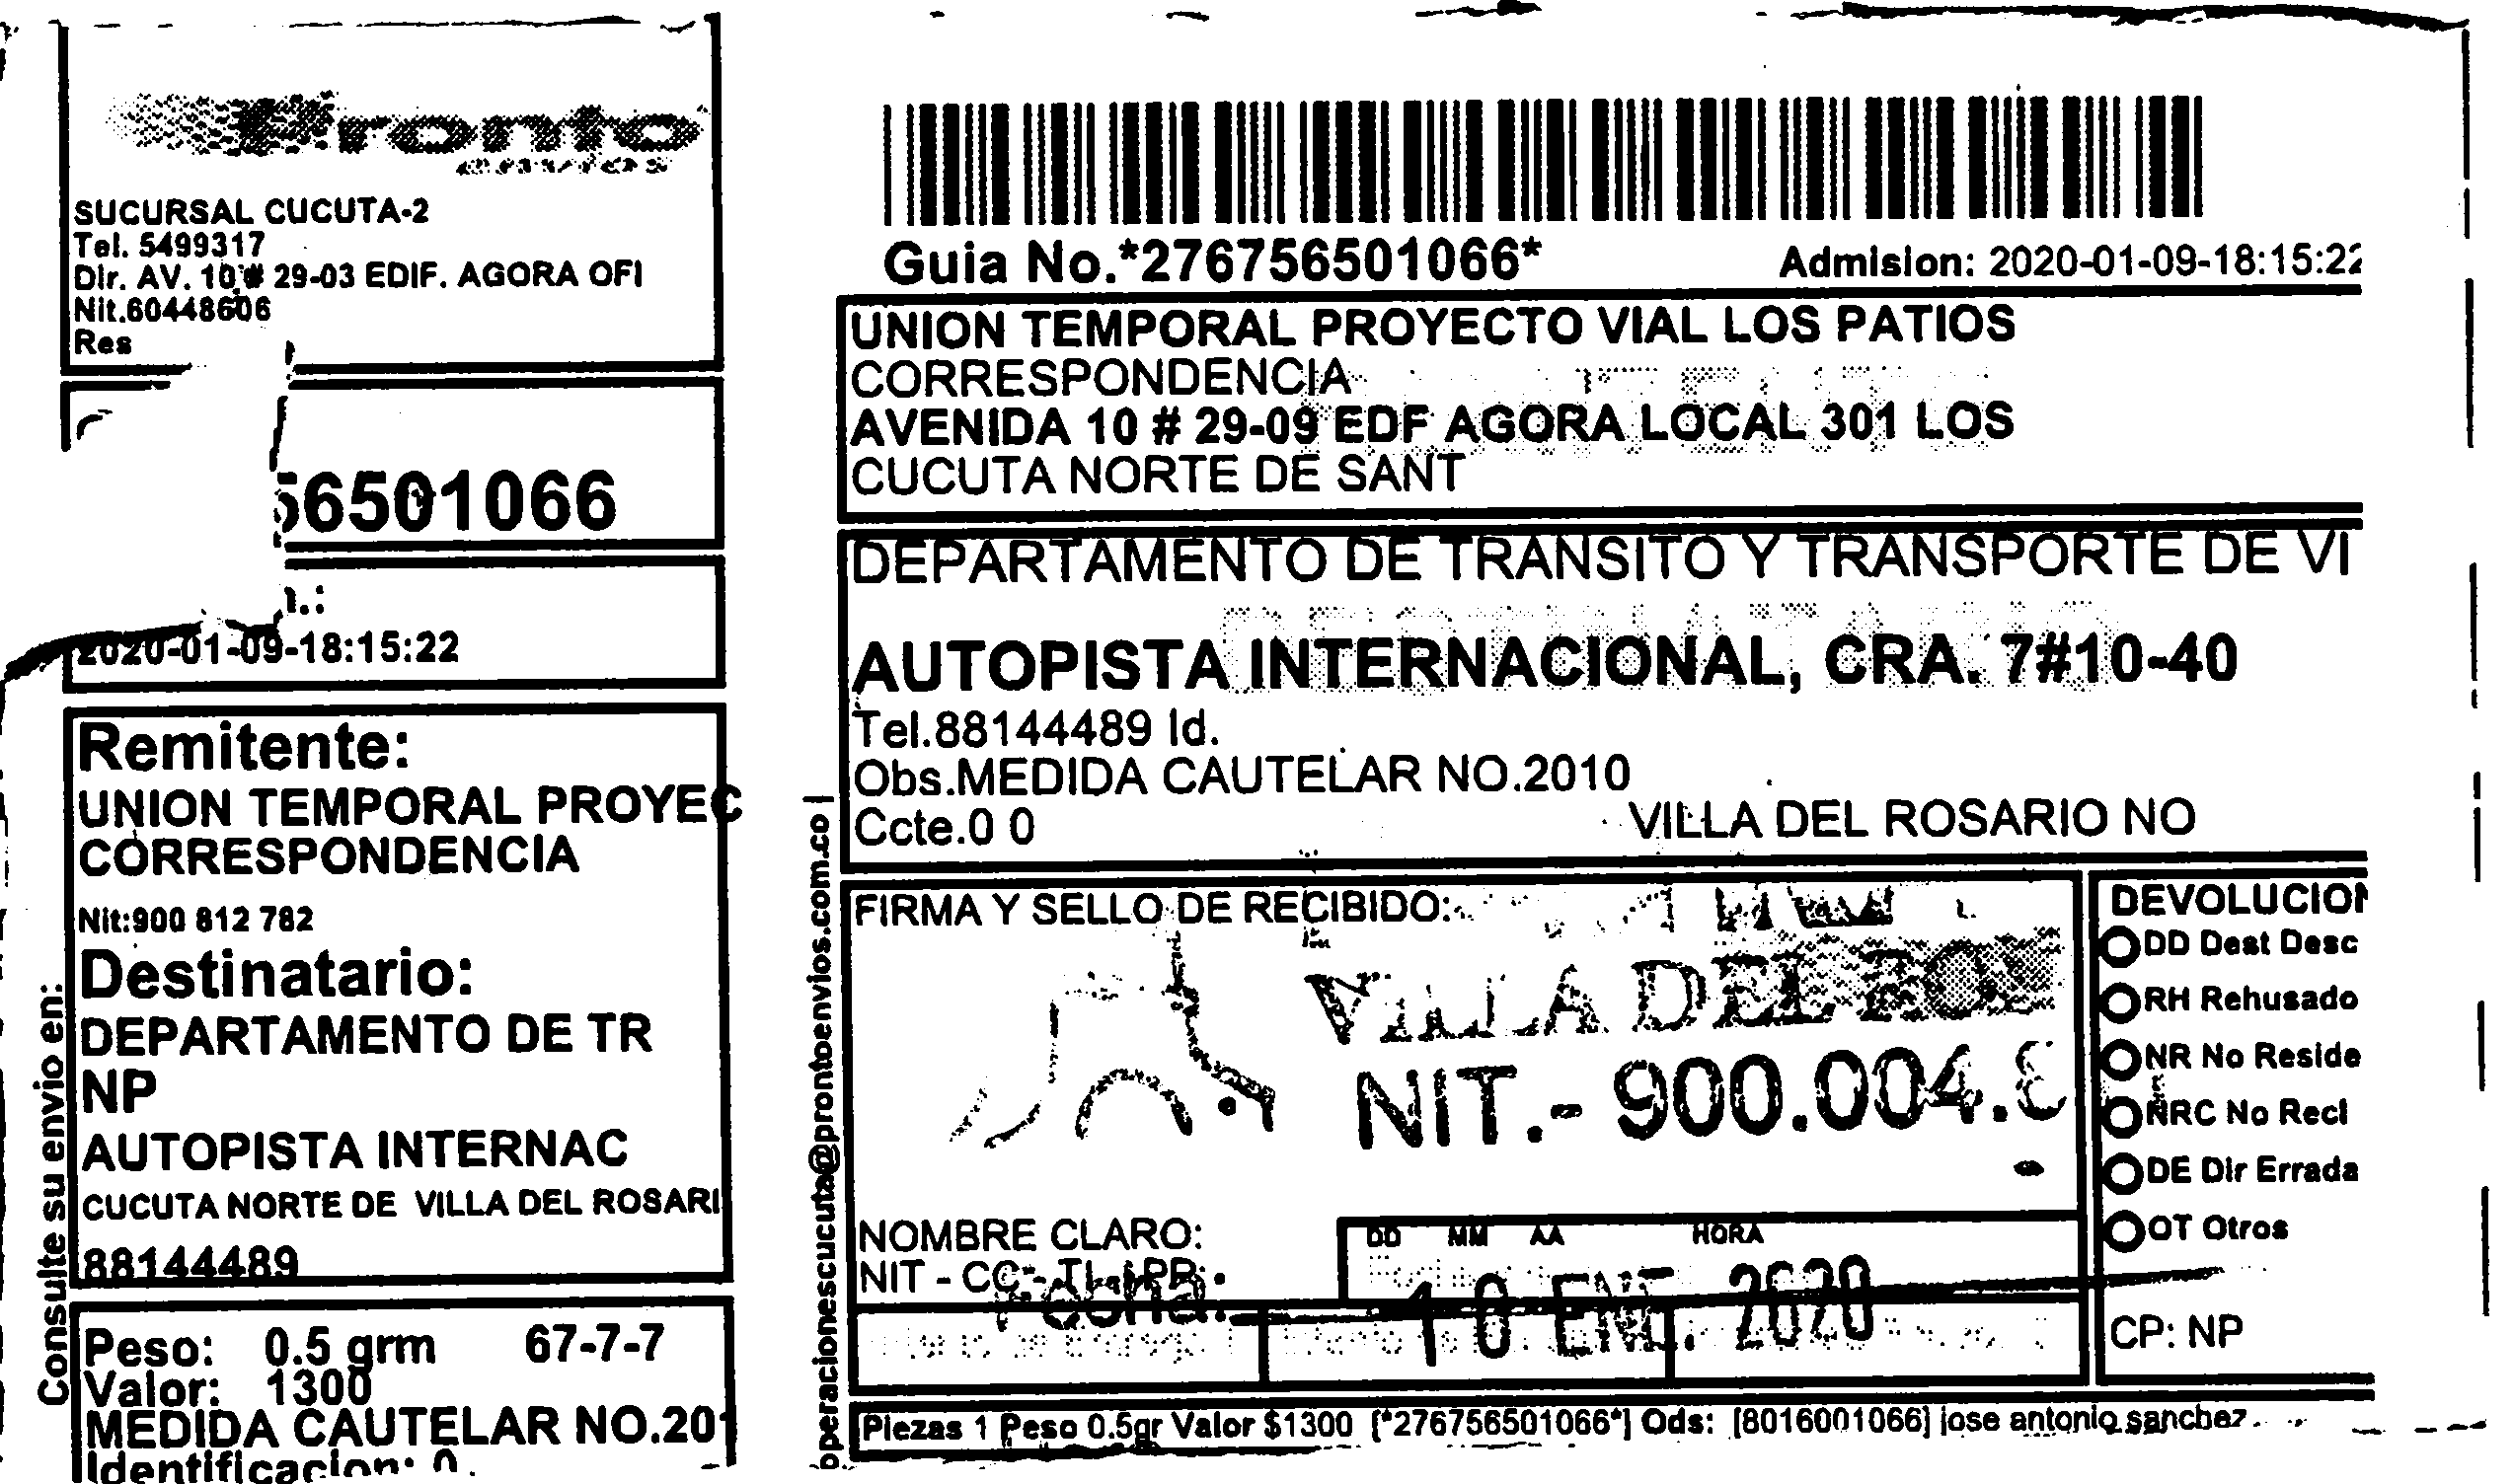 Pronto
envios
SUCURSAL CUCUTA-2
Tel. 5499317
Dir. AV. 10 # 29-03 EDIF. AGORA OFI
Nit.60448606
Res
56501066
2020-01-09-18:15:22
Remitente:
UNION TEMPORAL PROYEC
CORRESPONDENCIA
Nit:900 812 782
Destinatario:
DEPARTAMENTO DE TR
NP
AUTOPISTA INTERNAC
CUCUTA NORTE DE VILLA DEL ROSARI
88144489
Peso: 0.5 grm 67-7-7
Valor: 1300
MEDIDA CAUTELAR NO.201
Identificacion: 0
Consulte su envio en:
operacionescucuta@prontoenvios.com.co |
Guia No.*276756501066*
Admision: 2020-01-09-18:15:22
UNION TEMPORAL PROYECTO VIAL LOS PATIOS
CORRESPONDENCIA
AVENIDA 10 # 29-09 EDF AGORA LOCAL 301 LOS
CUCUTA NORTE DE SANT
DEPARTAMENTO DE TRANSITO Y TRANSPORTE DE VI
AUTOPISTA INTERNACIONAL, CRA. 7#10-40
Tel.88144489 Id.
Obs.MEDIDA CAUTELAR NO.2010
Ccte.0 0
VILLA DEL ROSARIO NO
FIRMA Y SELLO DE RECIBIDO:
VILLA DEL ROS
NIT.- 900.004.8
NOMBRE CLARO:
NIT - CC - TI -
DD MM AA HORA
Fecha: 10 ENE. 2020
DEVOLUCION
DD Dest Desc
RH Rehusado
NR No Reside
NRC No Recl
DE Dir Errada
OT Otros
CP: NP
Piezas 1 Peso 0.5gr Valor $1300 [*276756501066*] Ods: [8016001066] jose antonio sanchez